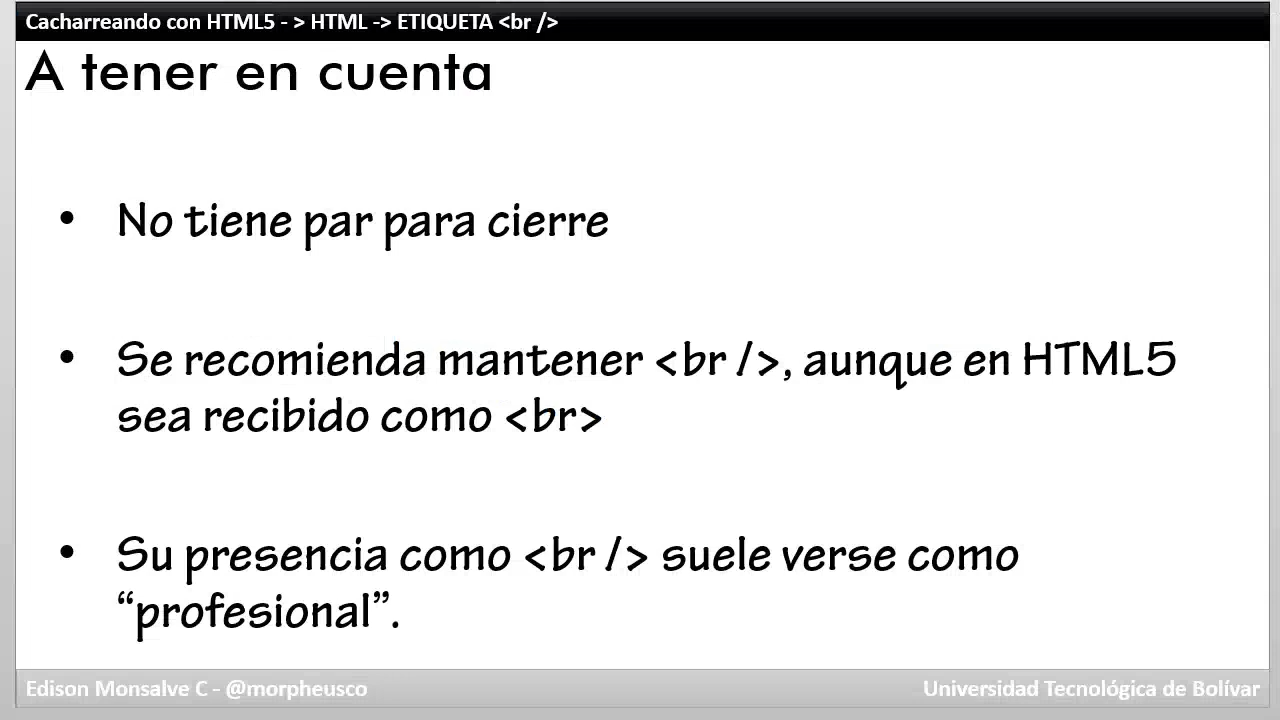 Cacharreando con HTML5 - > HTML -> ETIQUETA <br />
A tener en cuenta
• No tiene par para cierre
• Se recomienda mantener <br />, aunque en HTML5
sea recibido como <br>
• Su presencia como <br /> suele verse como
“profesional”.
Edison Monsalve C - @morpheusco
Universidad Tecnológica de Bolívar